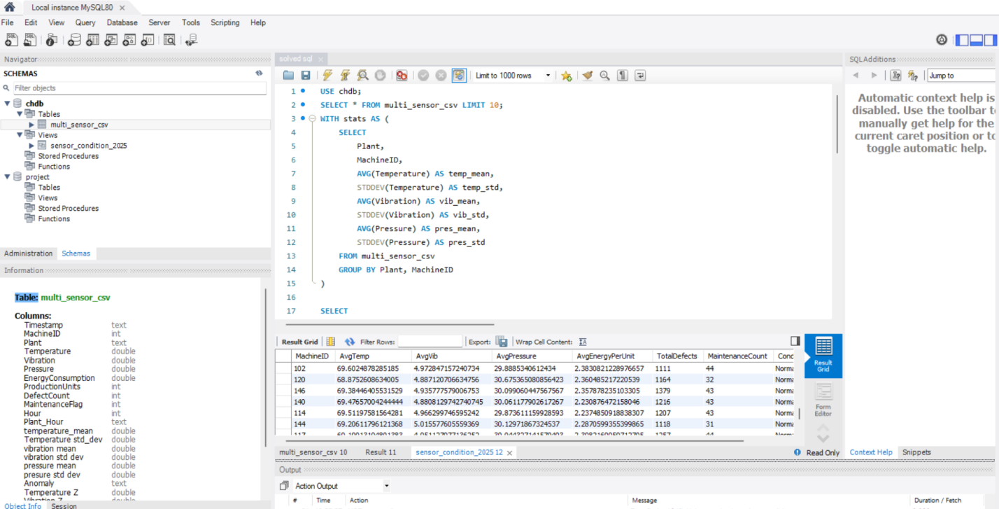 Local instance MySQL80
File Edit View Query Database Server Tools Scripting Help
Navigator
SCHEMAS
Filter objects
chdb
Tables
multi_sensor_csv
Views
sensor_condition_2025
Stored Procedures
Functions
project
Tables
Views
Stored Procedures
Functions
Administration Schemas
Information
Table: multi_sensor_csv
Columns:
Timestamp text
MachineID int
Plant text
Temperature double
Vibration double
Pressure double
EnergyConsumption double
ProductionUnits int
DefectCount int
MaintenanceFlag int
Hour int
Plant_Hour text
temperature_mean double
Temperature std_dev double
vibration mean double
vibration std dev double
pressure mean double
presure std dev double
Anomaly text
Temperature Z double
Vibration Z double
Object Info Session
solved sql
Limit to 1000 rows
1 USE chdb;
2 SELECT * FROM multi_sensor_csv LIMIT 10;
3 WITH stats AS (
4 SELECT
5 Plant,
6 MachineID,
7 AVG(Temperature) AS temp_mean,
8 STDDEV(Temperature) AS temp_std,
9 AVG(Vibration) AS vib_mean,
10 STDDEV(Vibration) AS vib_std,
11 AVG(Pressure) AS pres_mean,
12 STDDEV(Pressure) AS pres_std
13 FROM multi_sensor_csv
14 GROUP BY Plant, MachineID
15 )
16
17 SELECT
Result Grid Filter Rows: Export: Wrap Cell Content:
MachineID AvgTemp AvgVib AvgPressure AvgEnergyPerUnit TotalDefects MaintenanceCount Conc
102 69.6024878285185 4.972847157240734 29.8885340612434 2.3830821228976657 1111 44 Norma
120 68.8752608634005 4.887120706634756 30.675365080856423 2.360485217220539 1164 32 Norma
146 69.38446405531529 4.935777579006753 30.099060447567567 2.3578782351033105 1379 43 Norma
140 69.47657004244444 4.8808129742740745 30.061177902617267 2.230876472158046 1216 43 Norma
114 69.51197581564281 4.966299746595242 29.873611159928593 2.2374850918838307 1207 43 Norma
144 69.20611796121368 5.015577605559369 30.12971867324537 2.2870599355399865 1118 31 Norma
Result Grid
Form Editor
multi_sensor_csv 10 Result 11 sensor_condition_2025 12
Read Only
Output
Action Output
# Time Action Message Duration / Fetch
SQLAdditions
Jump to
Automatic context help is
disabled. Use the toolbar to
manually get help for the
current caret position or to
toggle automatic help.
Context Help Snippets